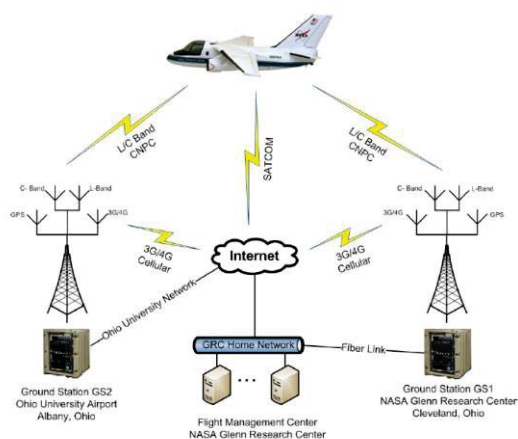 NASA
L/C Band
CNPC
SATCOM
L/C Band
CNPC
C- Band
L-Band
GPS
3G/4G
C- Band
L-Band
3G/4G
GPS
3G/4G
Cellular
Internet
3G/4G
Cellular
Ohio University Network
GRC Home Network
Fiber Link
...
Ground Station GS2
Ohio University Airport
Albany, Ohio
Flight Management Center
NASA Glenn Research Center
Ground Station GS1
NASA Glenn Research Center
Cleveland, Ohio